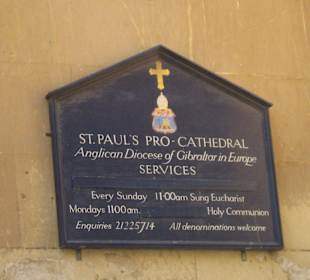 ST. PAUL'S PRO-CATHEDRAL
Anglican Diocese of Gibraltar in Europe
SERVICES
Every Sunday 11·00am Sung Eucharist
Mondays 11.00am. Holy Communion
Enquiries 21225714 All denominations welcome